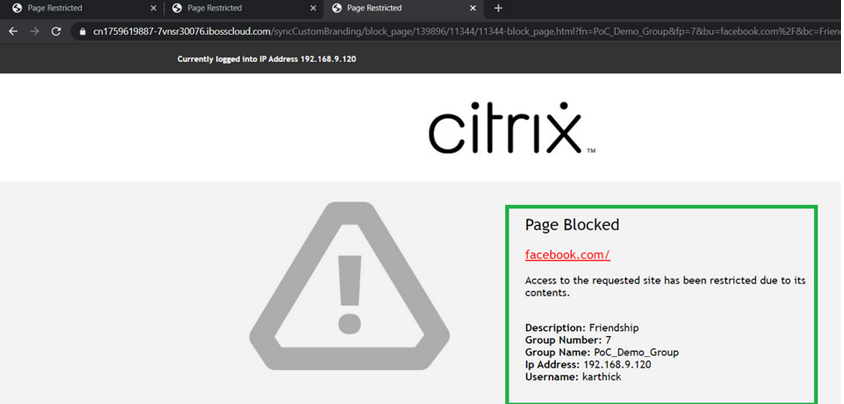 Page Restricted
Page Restricted
Page Restricted
cn1759619887-7vnsr30076.ibosscloud.com/syncCustomBranding/block_page/139896/11344/11344-block_page.html?fn=PoC_Demo_Group&fp=7&bu=facebook.com%2F&bc=Frien
Currently logged into IP Address 192.168.9.120
citrix™
Page Blocked
facebook.com/
Access to the requested site has been restricted due to its
contents.
Description: Friendship
Group Number: 7
Group Name: PoC_Demo_Group
Ip Address: 192.168.9.120
Username: karthick